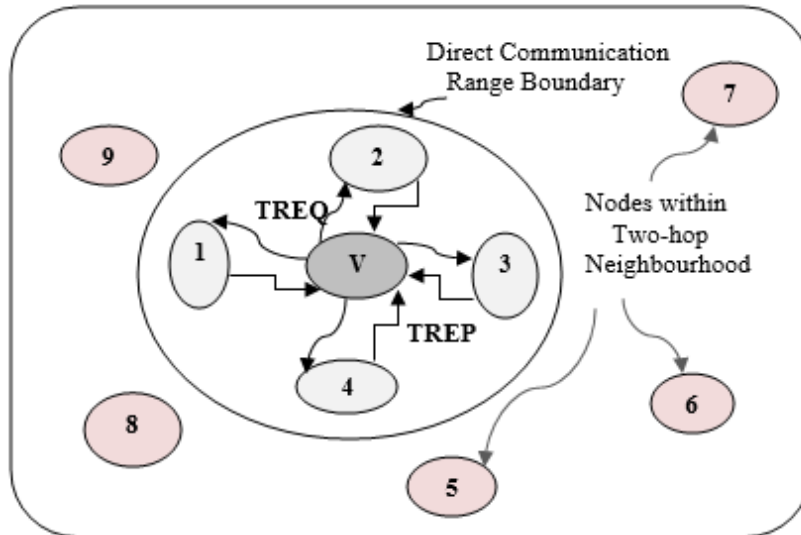 Direct Communication
Range Boundary
7
9
2
TREQ
Nodes within
Two-hop
Neighbourhood
1
V
3
TREP
4
6
8
5